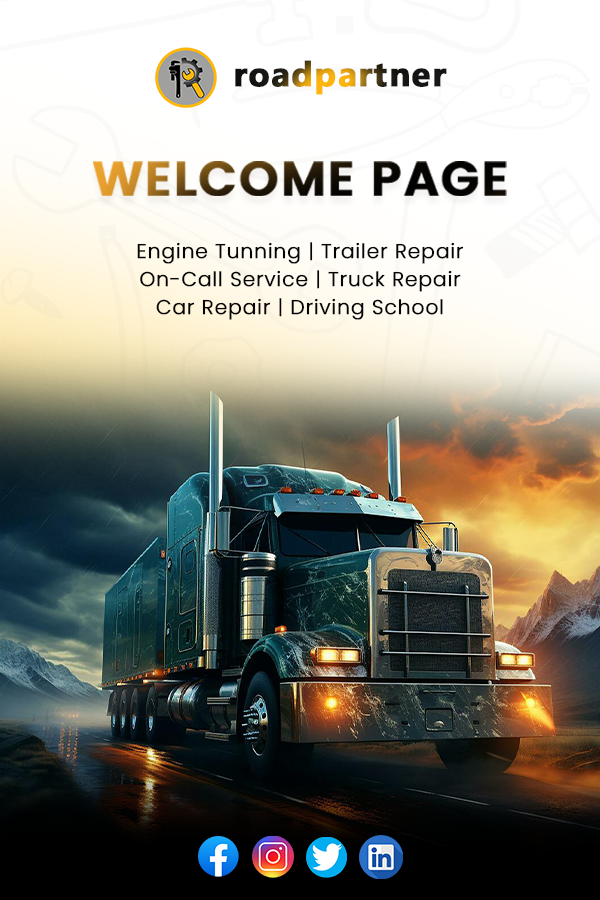 roadpartner
WELCOME PAGE
Engine Tunning | Trailer Repair
On-Call Service | Truck Repair
Car Repair | Driving School